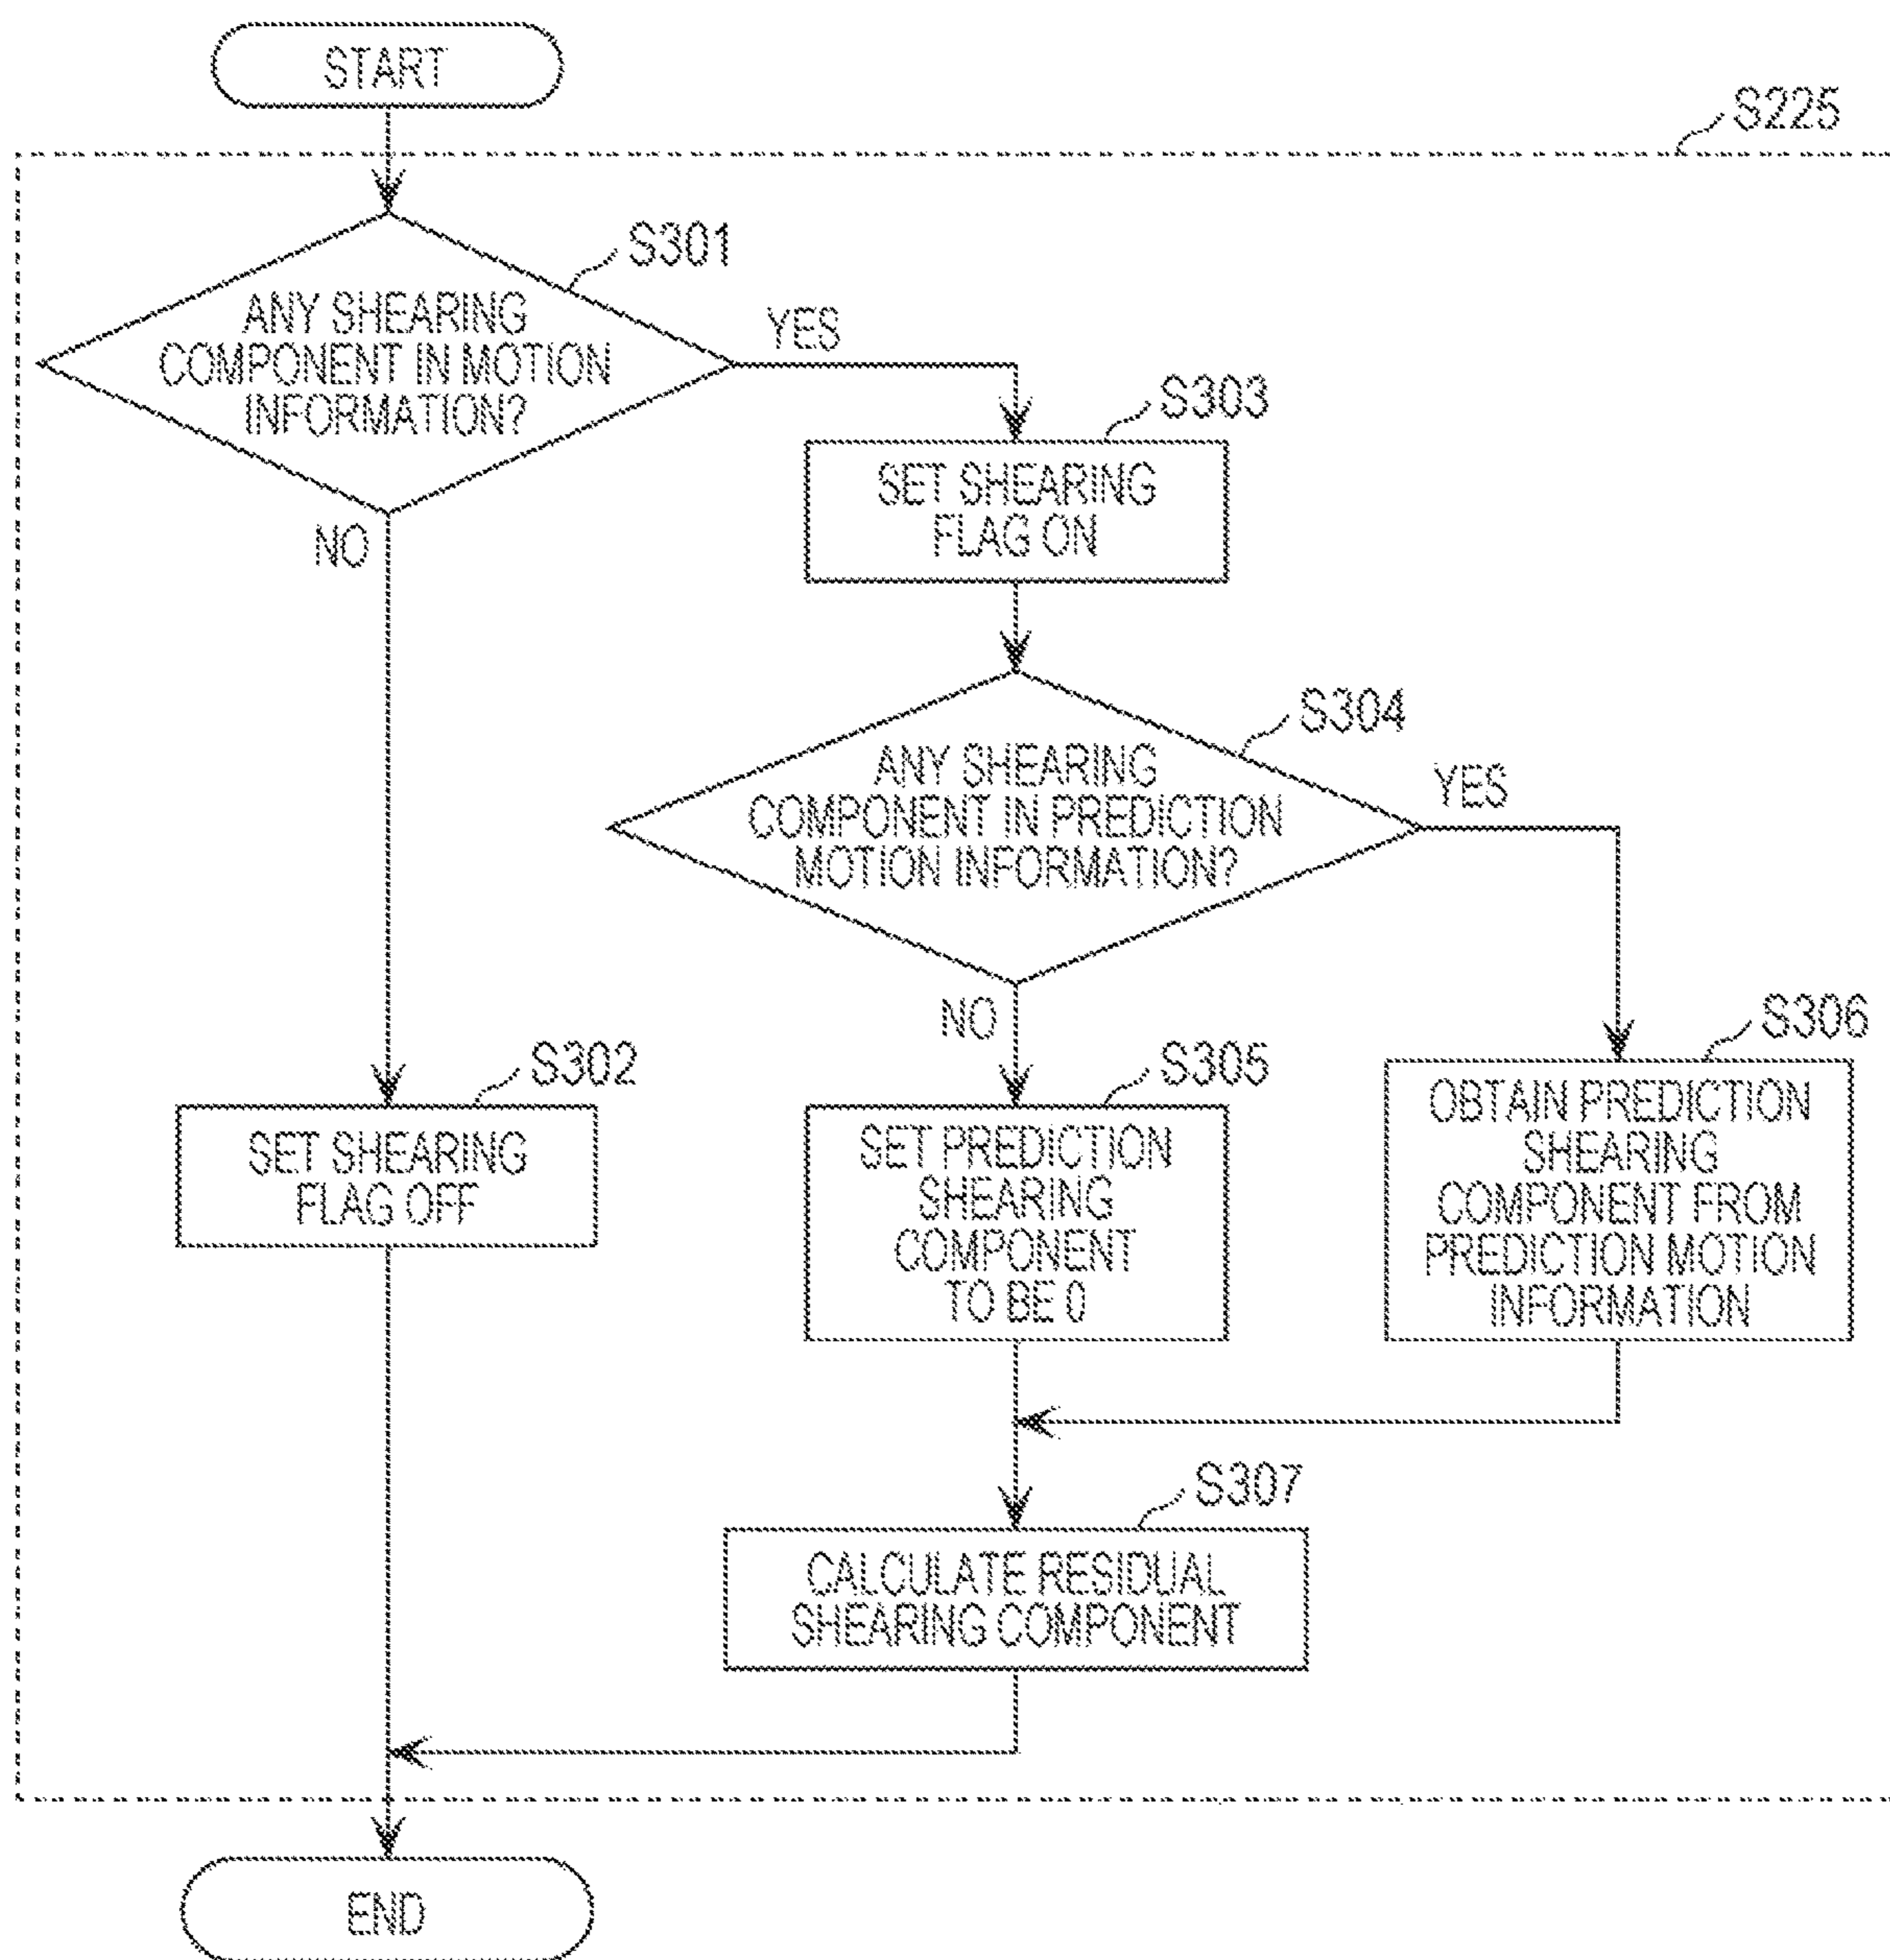 START
S225
S301
ANY SHEARING
COMPONENT IN MOTION
INFORMATION?
YES
NO
S303
SET SHEARING
FLAG ON
S304
ANY SHEARING
COMPONENT IN PREDICTION
MOTION INFORMATION?
YES
NO
S302
SET SHEARING
FLAG OFF
S305
SET PREDICTION
SHEARING
COMPONENT
TO BE 0
S306
OBTAIN PREDICTION
SHEARING
COMPONENT FROM
PREDICTION MOTION
INFORMATION
S307
CALCULATE RESIDUAL
SHEARING COMPONENT
END